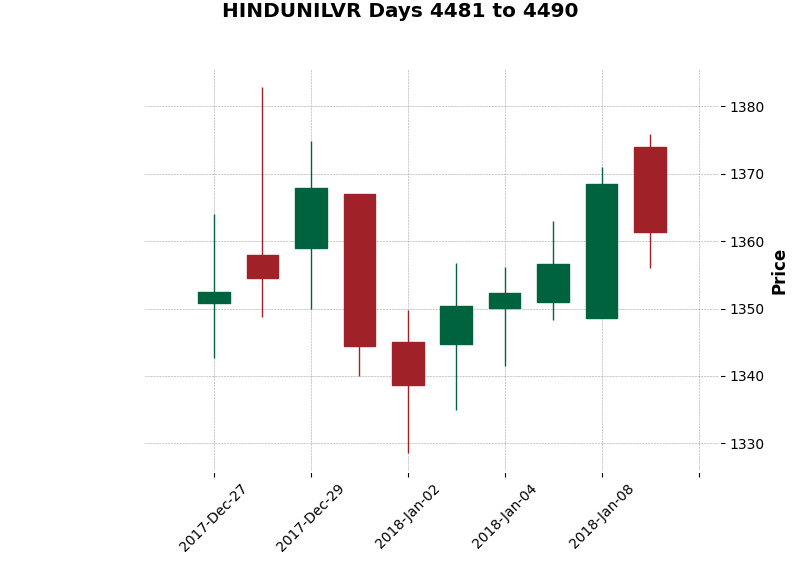 HINDUNILVR Days 4481 to 4490
1380
1370
1360
1350
1340
1330
Price
2017-Dec-27
2017-Dec-29
2018-Jan-02
2018-Jan-04
2018-Jan-08